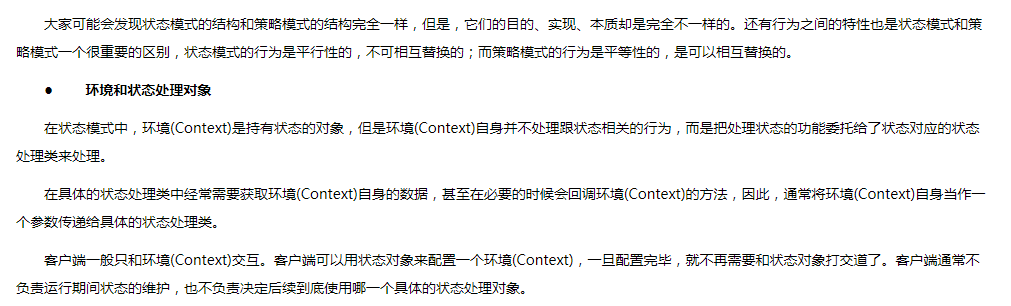 大家可能会发现状态模式的结构和策略模式的结构完全一样，但是，它们的目的、实现、本质却是完全不一样的。还有行为之间的特性也是状态模式和策
略模式一个很重要的区别，状态模式的行为是平行性的，不可相互替换的；而策略模式的行为是平等性的，是可以相互替换的。
● 环境和状态处理对象
在状态模式中，环境(Context)是持有状态的对象，但是环境(Context)自身并不处理跟状态相关的行为，而是把处理状态的功能委托给了状态对应的状态
处理类来处理。
在具体的状态处理类中经常需要获取环境(Context)自身的数据，甚至在必要的时候会回调环境(Context)的方法，因此，通常将环境(Context)自身当作一
个参数传递给具体的状态处理类。
客户端一般只和环境(Context)交互。客户端可以用状态对象来配置一个环境(Context)，一旦配置完毕，就不再需要和状态对象打交道了。客户端通常不
负责运行期间状态的维护，也不负责决定后续到底使用哪一个具体的状态处理对象。